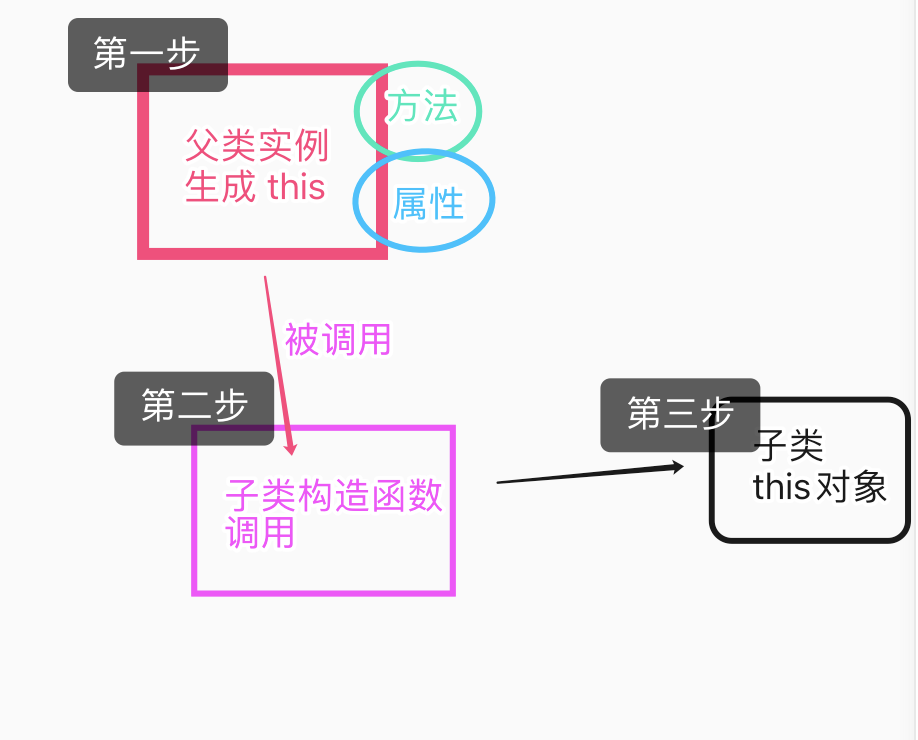 第一步
方法
父类实例
生成 this
属性
被调用
第二步
第三步
子类
this 对象
子类构造函数
调用